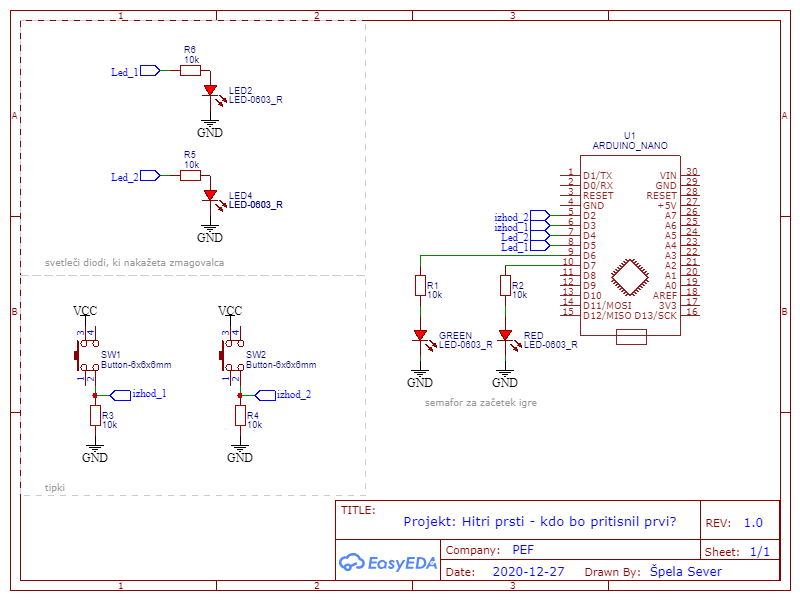 1 2 3
A A
B B
R6
10k
Led_1
LED2
LED-0603_R
GND
R5
10k
Led_2
LED4
LED-0603_R
GND
svetleči diodi, ki nakažeta zmagovalca
VCC
3 4
SW1
Button-6x6x6mm
1 2
izhod_1
R3
10k
GND
VCC
3 4
SW2
Button-6x6x6mm
1 2
izhod_2
R4
10k
GND
tipki
U1
ARDUINO_NANO
1 D1/TX VIN 30
2 D0/RX GND 29
3 RESET RESET 28
4 GND +5V 27
izhod_2 5 D2 A7 26
izhod_1 6 D3 A6 25
Led_2 7 D4 A5 24
Led_1 8 D5 A4 23
9 D6 A3 22
10 D7 A2 21
11 D8 A1 20
12 D9 A0 19
13 D10 AREF 18
14 D11/MOSI 3V3 17
15 D12/MISO D13/SCK 16
R1
10k
GREEN
LED-0603_R
GND
R2
10k
RED
LED-0603_R
GND
semafor za začetek igre
TITLE:
Projekt: Hitri prsti - kdo bo pritisnil prvi?
REV: 1.0
EasyEDA
Company: PEF
Sheet: 1/1
Date: 2020-12-27 Drawn By: Špela Sever
1 2 3